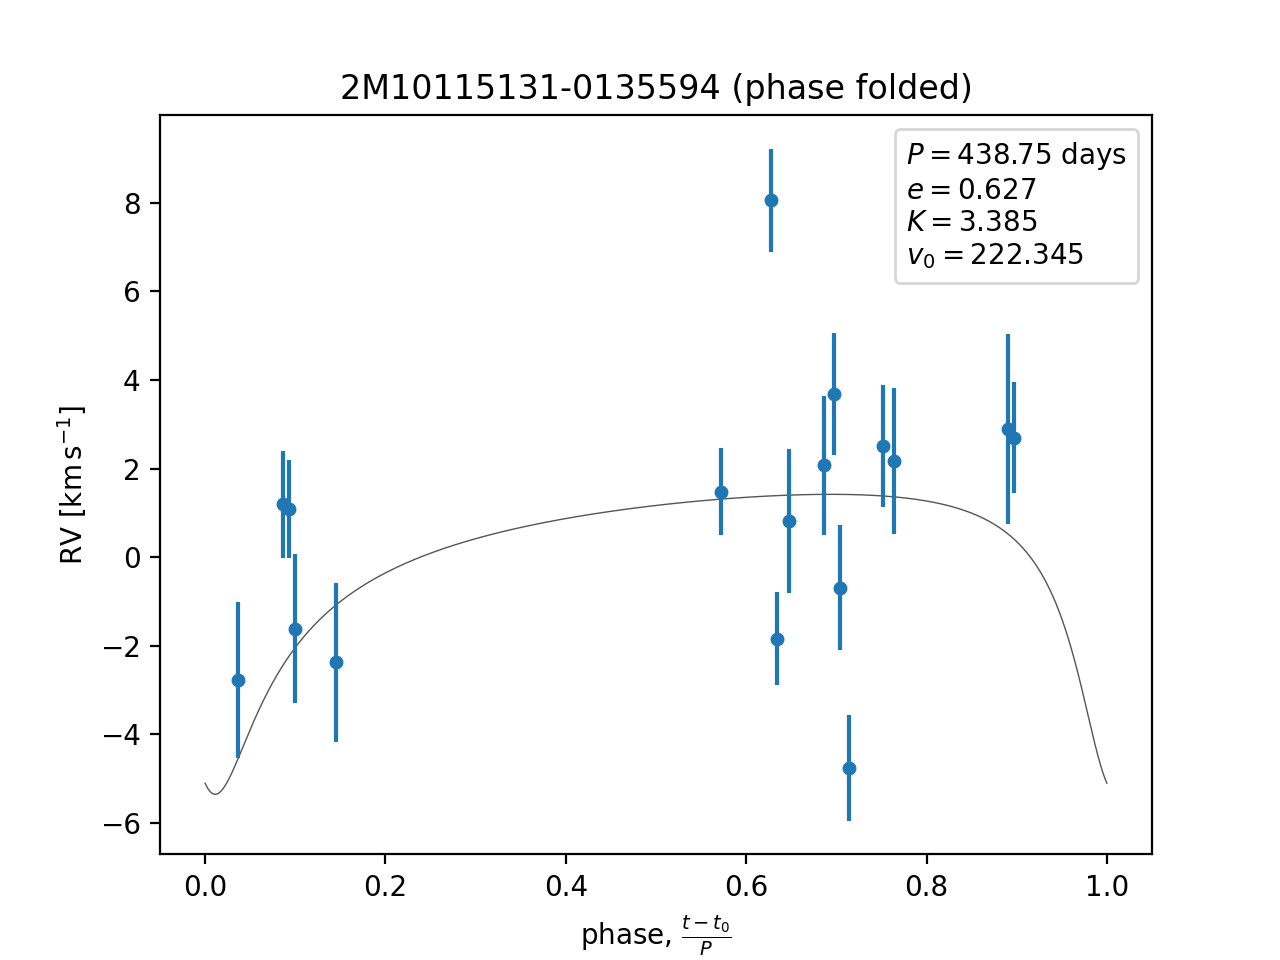 2M10115131-0135594 (phase folded)
P = 438.75 days
e = 0.627
K = 3.385
v₀ = 222.345
RV [km s⁻¹]
8
6
4
2
0
−2
−4
−6
0.0 0.2 0.4 0.6 0.8 1.0
phase, (t − t₀)/P